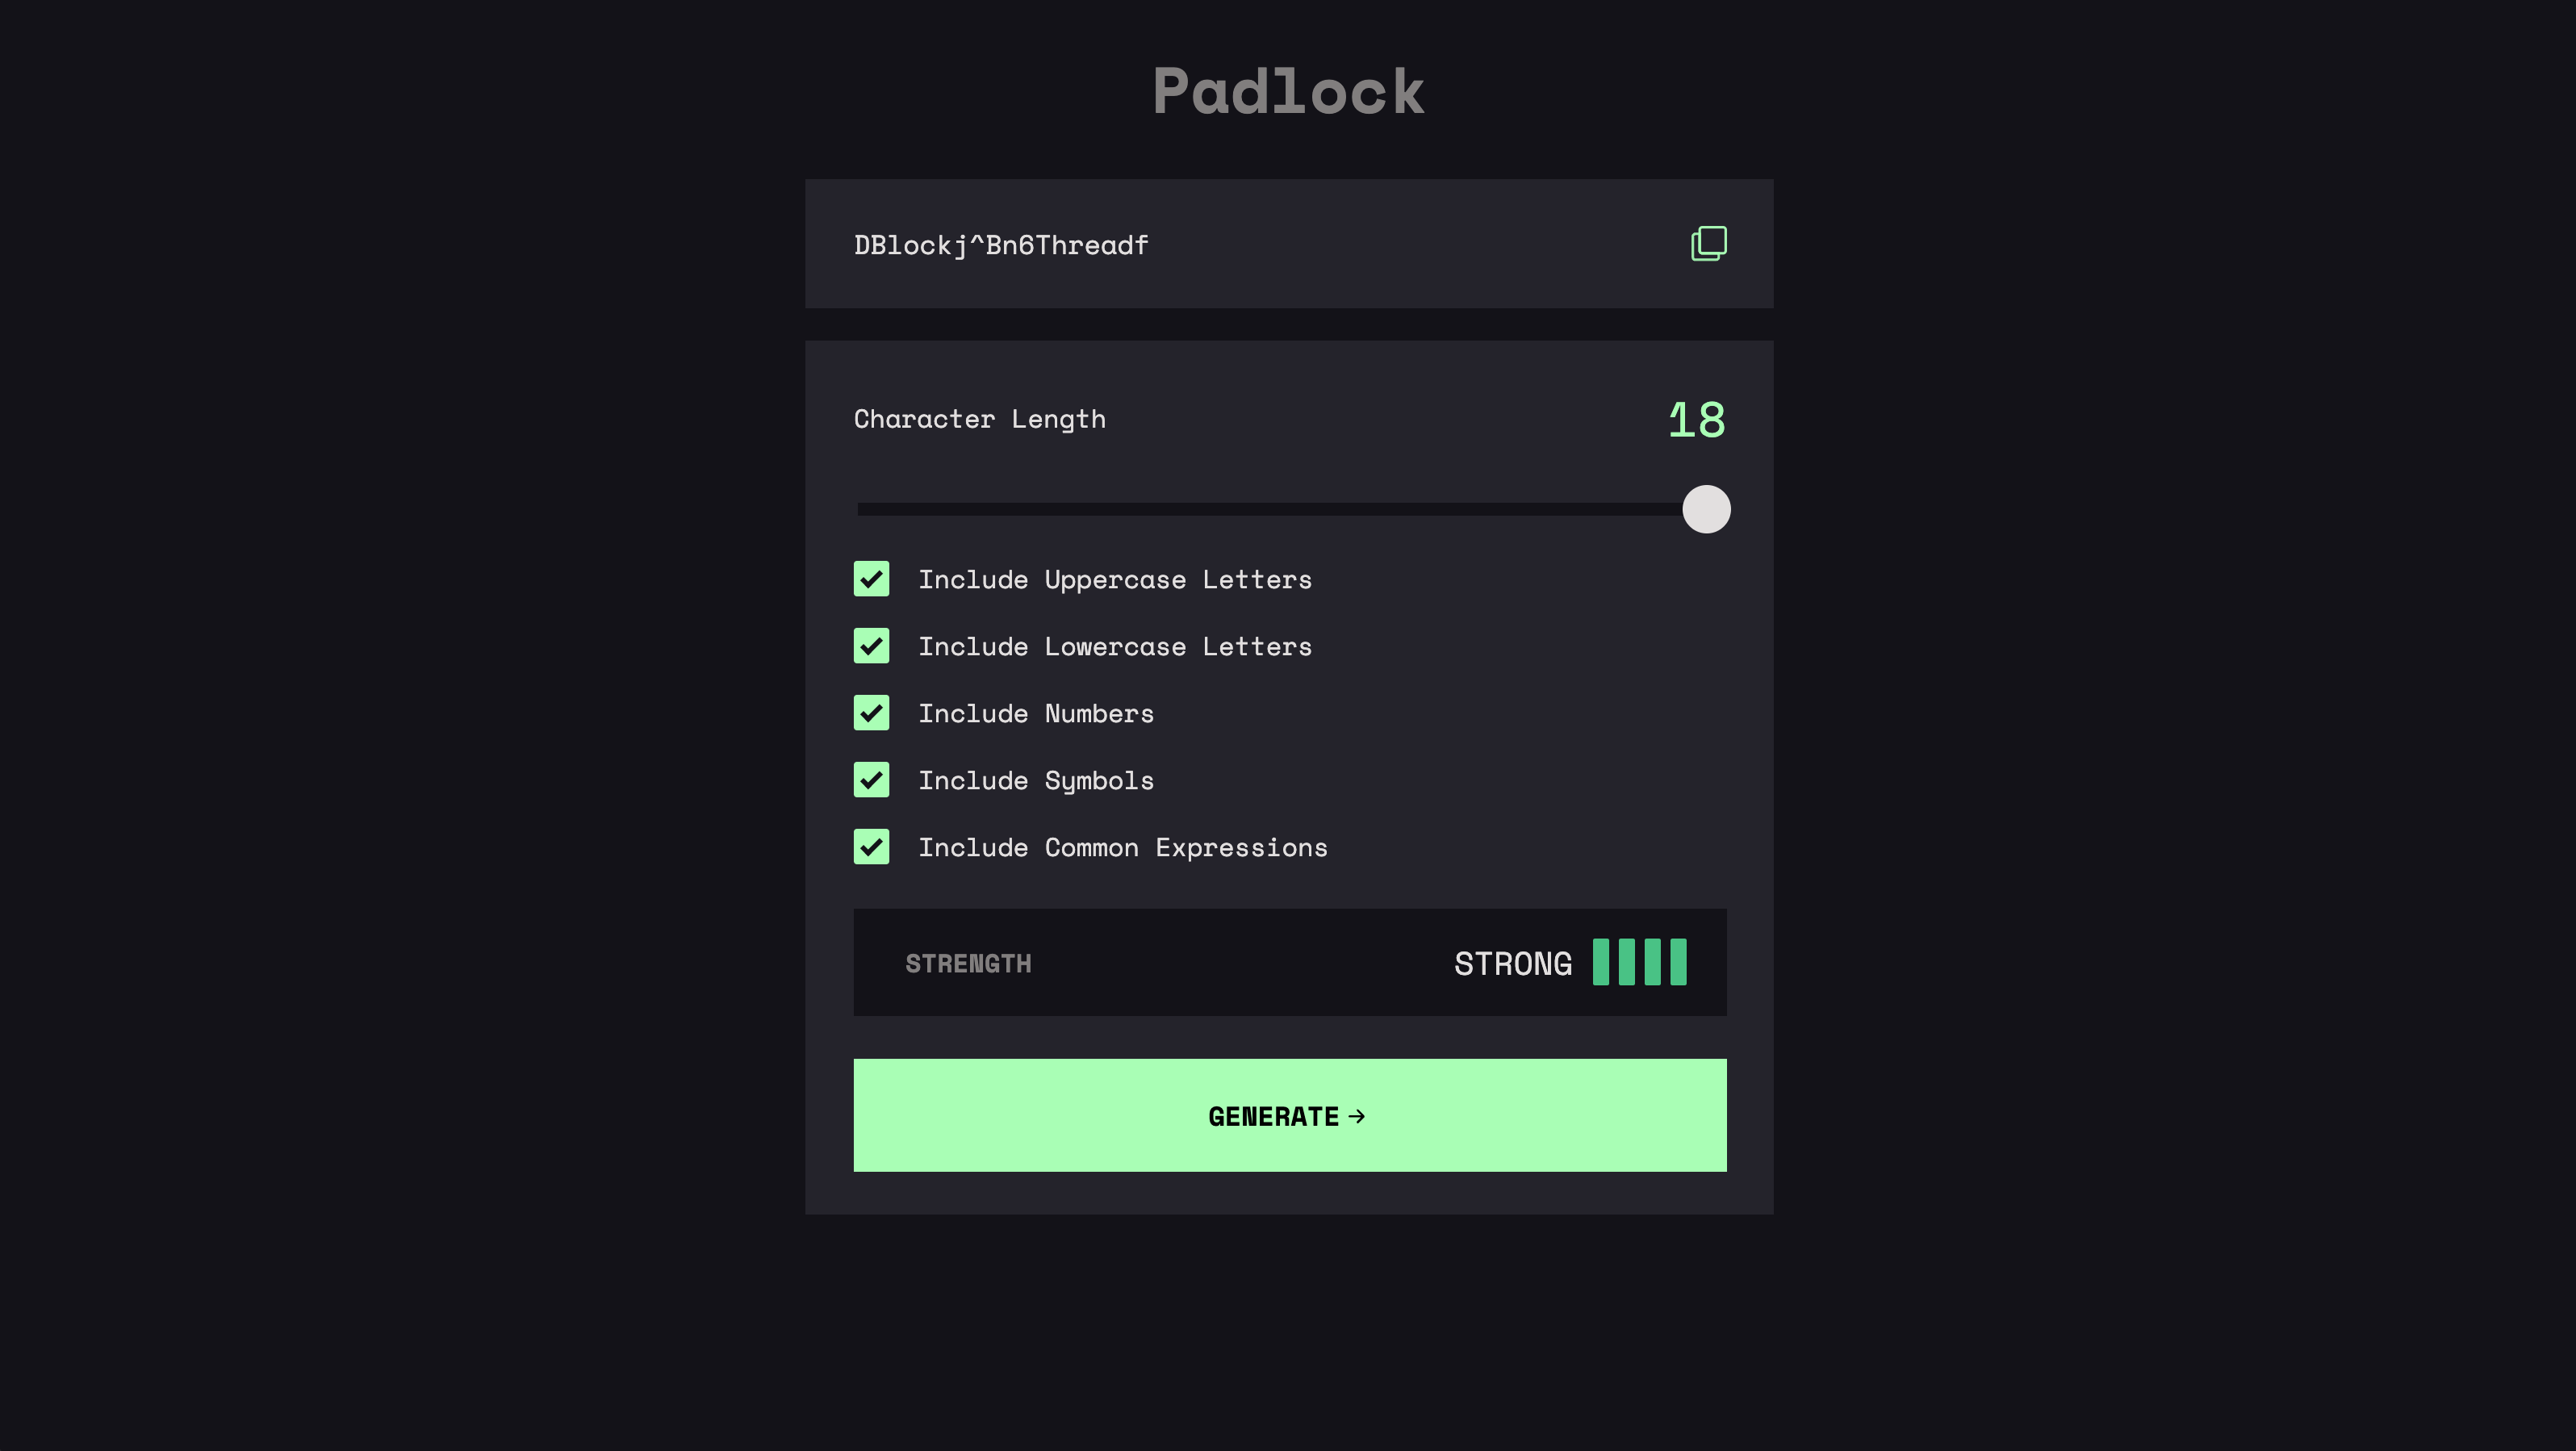 Padlock
DBlockj^Bn6Threadf
Character Length
18
Include Uppercase Letters
Include Lowercase Letters
Include Numbers
Include Symbols
Include Common Expressions
STRENGTH
STRONG
GENERATE →